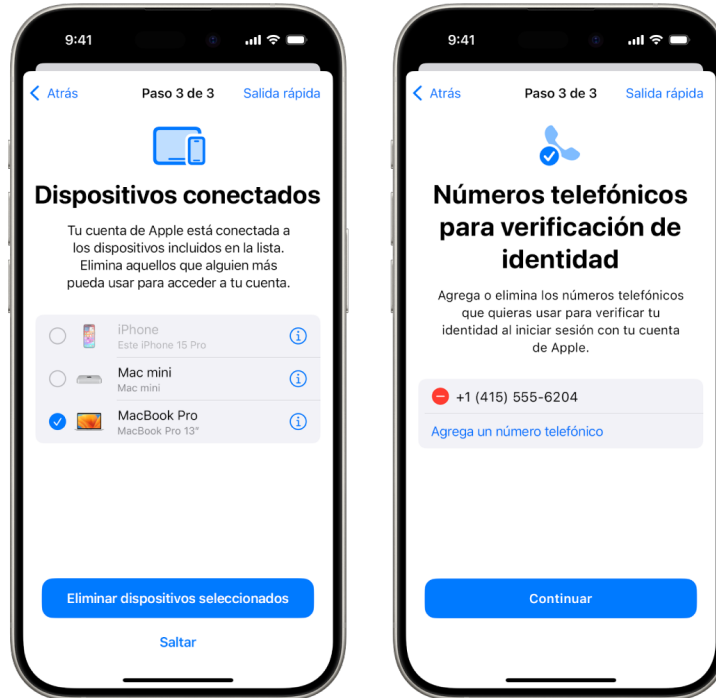 9:41
Atrás
Paso 3 de 3
Salida rápida
Dispositivos conectados
Tu cuenta de Apple está conectada a
los dispositivos incluidos en la lista.
Elimina aquellos que alguien más
pueda usar para acceder a tu cuenta.
iPhone
Este iPhone 15 Pro
Mac mini
Mac mini
MacBook Pro
MacBook Pro 13”
Eliminar dispositivos seleccionados
Saltar
9:41
Atrás
Paso 3 de 3
Salida rápida
Números telefónicos
para verificación de
identidad
Agrega o elimina los números telefónicos
que quieras usar para verificar tu
identidad al iniciar sesión con tu cuenta
de Apple.
+1 (415) 555-6204
Agrega un número telefónico
Continuar